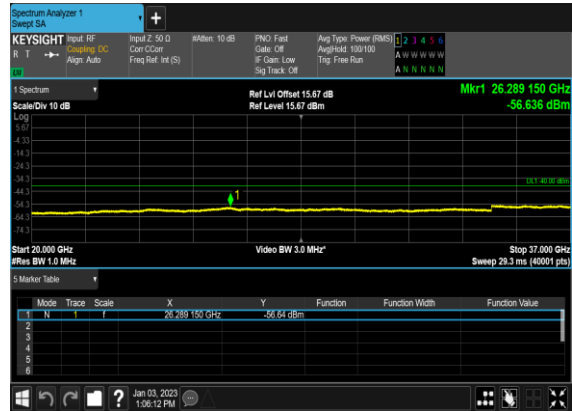 Spectrum Analyzer 1
Swept SA
+
KEYSIGHT Input: RF Input Z: 50 Ω #Atten: 10 dB PNO: Fast Avg Type: Power (RMS) 1 2 3 4 5 6
R T Coupling: DC Corr CCorr Gate: Off Avg|Hold: 100/100 A W W W W W
Align: Auto Freq Ref: Int (S) IF Gain: Low Trig: Free Run
Sig Track: Off A N N N N N
1 Spectrum Ref Lvl Offset 15.67 dB Mkr1 26.289 150 GHz
Scale/Div 10 dB Ref Level 15.67 dBm -56.636 dBm
Log
5.67
-4.33
-14.3
-24.3
-34.3
DL1 -40.00 dBm
-44.3
1
-54.3
-64.3
-74.3
Start 20.000 GHz Video BW 3.0 MHz* Stop 37.000 GHz
#Res BW 1.0 MHz Sweep 29.3 ms (40001 pts)
5 Marker Table
Mode Trace Scale X Y Function Function Width Function Value
1 N 1 f 26.289 150 GHz -56.64 dBm
2
3
4
5
6
? Jan 03, 2023
1:06:12 PM